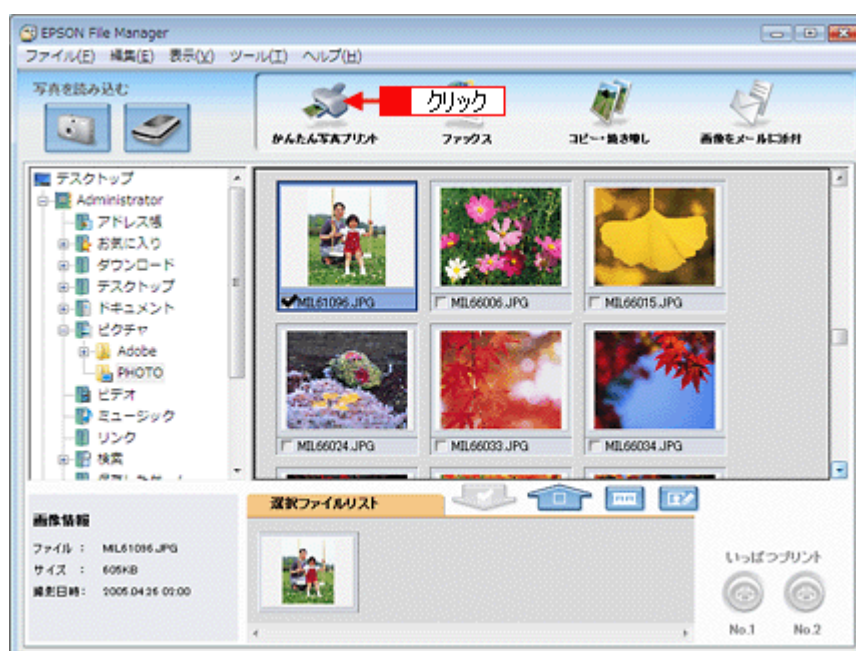 EPSON File Manager
ファイル(F) 編集(E) 表示(V) ツール(T) ヘルプ(H)
写真を読み込む
クリック
かんたん写真プリント
ファックス
コピー・焼き増し
画像をメールに添付
デスクトップ
Administrator
アドレス帳
お気に入り
ダウンロード
デスクトップ
ドキュメント
ピクチャ
Adobe
PHOTO
ビデオ
ミュージック
リンク
検索
MIL61096.JPG
MIL66006.JPG
MIL66015.JPG
MIL66024.JPG
MIL66033.JPG
MIL66034.JPG
選択ファイルリスト
画像情報
ファイル : MIL61096.JPG
サイズ : 605KB
撮影日時: 2005.04.26 02:00
いっぱつプリント
No.1 No.2